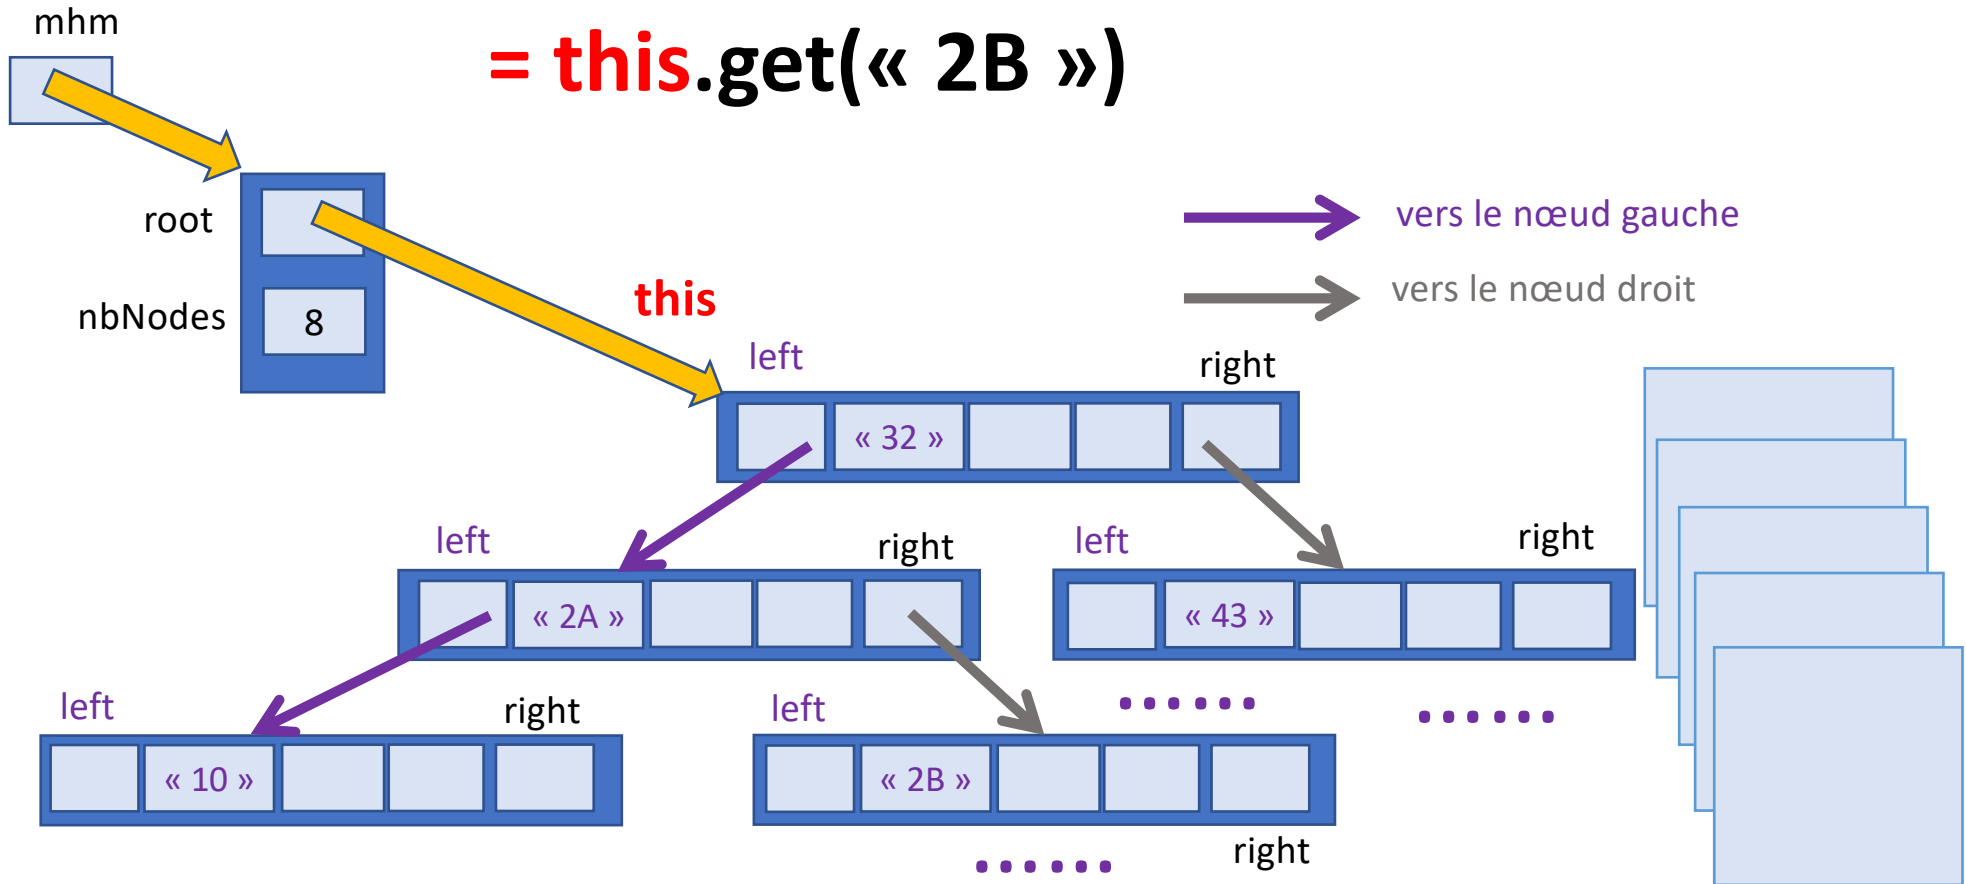 mhm
= this.get(« 2B »)
root
vers le nœud gauche
vers le nœud droit
this
nbNodes
8
left
right
« 32 »
left
right
left
right
« 2A »
« 43 »
left
right
left
......
......
« 10 »
« 2B »
right
......